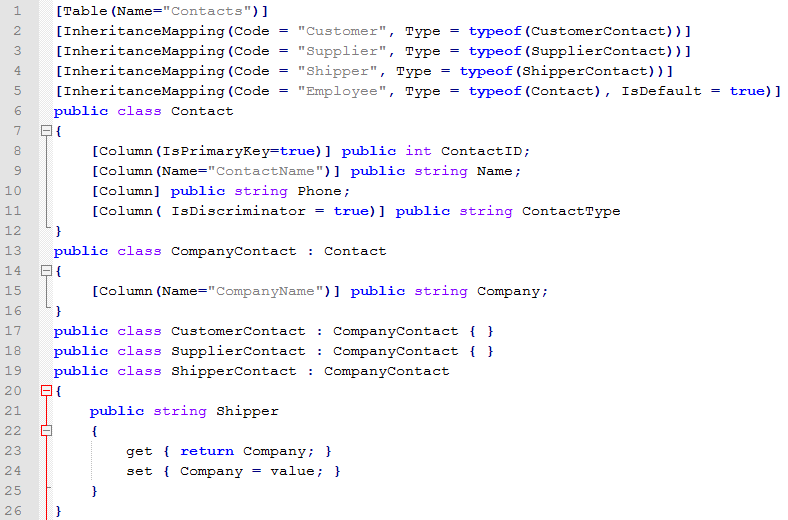 1 [Table(Name="Contacts")]
2 [InheritanceMapping(Code = "Customer", Type = typeof(CustomerContact))]
3 [InheritanceMapping(Code = "Supplier", Type = typeof(SupplierContact))]
4 [InheritanceMapping(Code = "Shipper", Type = typeof(ShipperContact))]
5 [InheritanceMapping(Code = "Employee", Type = typeof(Contact), IsDefault = true)]
6 public class Contact
7 {
8     [Column(IsPrimaryKey=true)] public int ContactID;
9     [Column(Name="ContactName")] public string Name;
10     [Column] public string Phone;
11     [Column( IsDiscriminator = true)] public string ContactType
12 }
13 public class CompanyContact : Contact
14 {
15     [Column(Name="CompanyName")] public string Company;
16 }
17 public class CustomerContact : CompanyContact { }
18 public class SupplierContact : CompanyContact { }
19 public class ShipperContact : CompanyContact
20 {
21     public string Shipper
22     {
23         get { return Company; }
24         set { Company = value; }
25     }
26 }